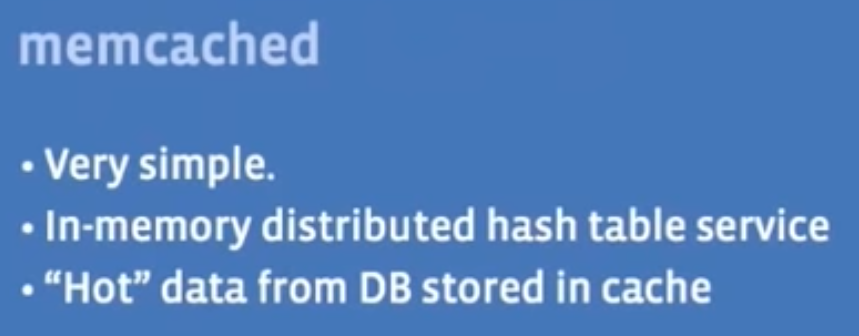 memcached
• Very simple.
• In-memory distributed hash table service
• “Hot” data from DB stored in cache